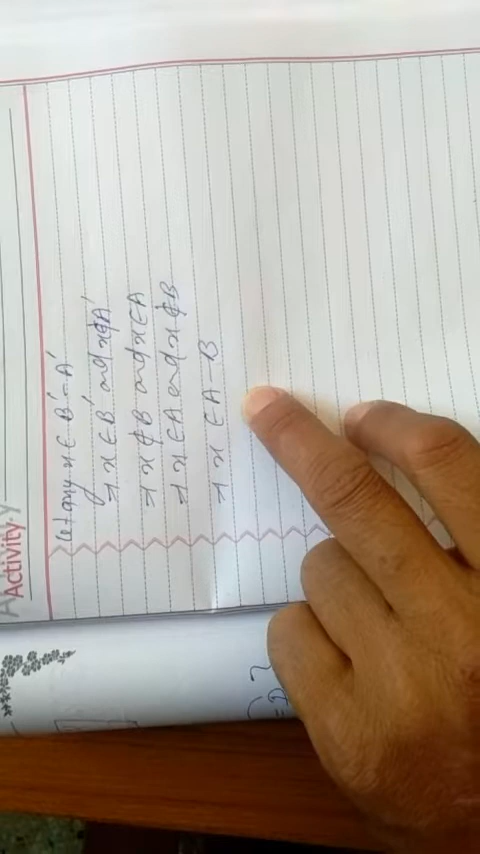 Activity
Let any x ∈ B′ - A′
⇒ x ∈ B′ and x ∉ A′
⇒ x ∉ B and x ∈ A
⇒ x ∈ A and x ∉ B
⇒ x ∈ A - B